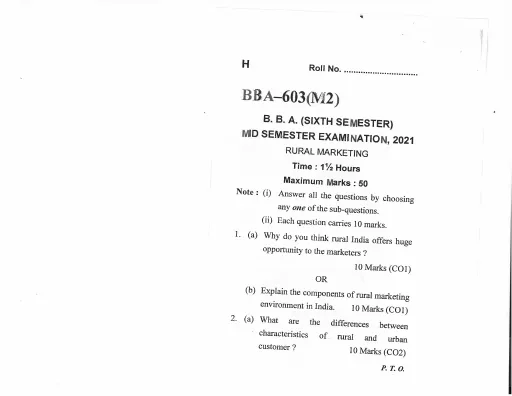 H
Roll No. ..............................
BBA–603(M2)
B. B. A. (SIXTH SEMESTER)
MID SEMESTER EXAMINATION, 2021
RURAL MARKETING
Time : 1½ Hours
Maximum Marks : 50
Note : (i) Answer all the questions by choosing
any one of the sub-questions.
(ii) Each question carries 10 marks.
1. (a) Why do you think rural India offers huge
opportunity to the marketers ?
10 Marks (CO1)
OR
(b) Explain the components of rural marketing
environment in India. 10 Marks (CO1)
2. (a) What are the differences between
characteristics of rural and urban
customer ? 10 Marks (CO2)
P. T. O.